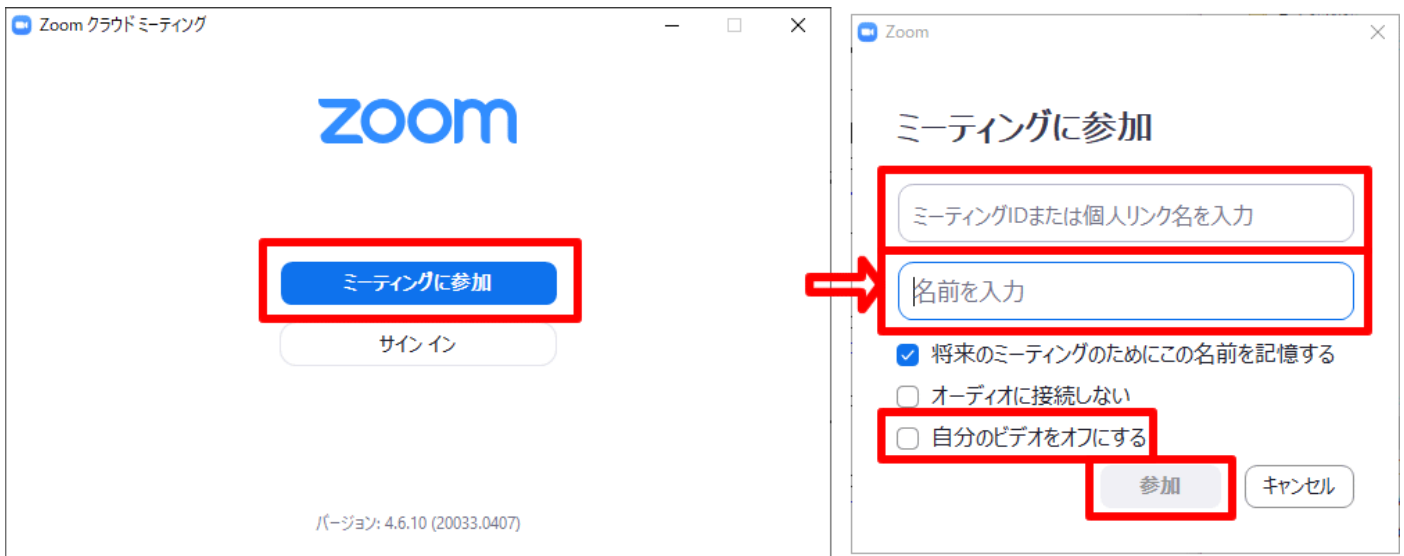 Zoom クラウド ミーティング
zoom
ミーティングに参加
サイン イン
バージョン: 4.6.10 (20033.0407)
Zoom
ミーティングに参加
ミーティングIDまたは個人リンク名を入力
名前を入力
将来のミーティングのためにこの名前を記憶する
オーディオに接続しない
自分のビデオをオフにする
参加
キャンセル